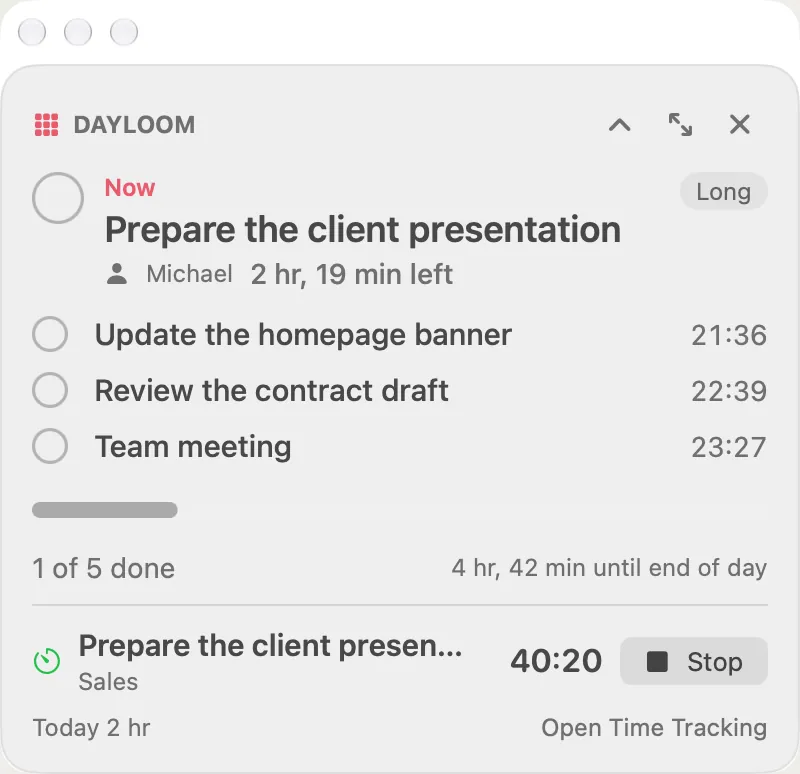 DAYLOOM
Now
Long
Prepare the client presentation
Michael 2 hr, 19 min left
Update the homepage banner 21:36
Review the contract draft 22:39
Team meeting 23:27
1 of 5 done 4 hr, 42 min until end of day
Prepare the client presen...
Sales
40:20 Stop
Today 2 hr Open Time Tracking